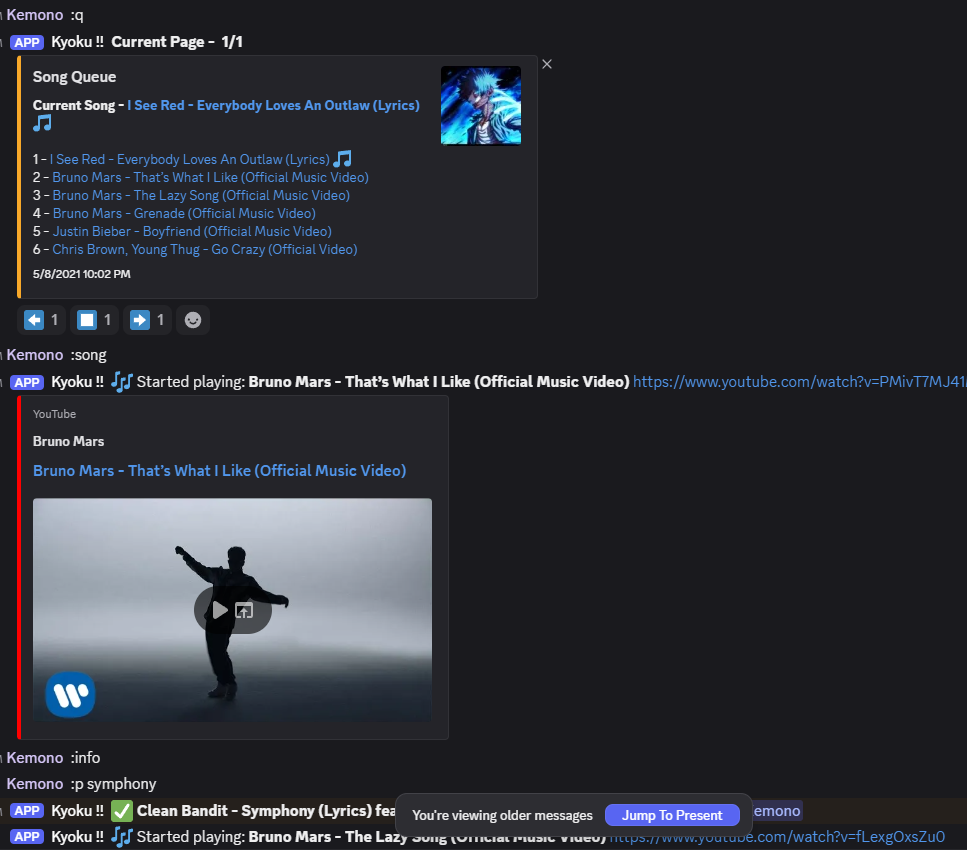 Kemono :q
APP Kyoku !! Current Page - 1/1
Song Queue
Current Song - I See Red - Everybody Loves An Outlaw (Lyrics)
1 - I See Red - Everybody Loves An Outlaw (Lyrics)
2 - Bruno Mars - That's What I Like (Official Music Video)
3 - Bruno Mars - The Lazy Song (Official Music Video)
4 - Bruno Mars - Grenade (Official Music Video)
5 - Justin Bieber - Boyfriend (Official Music Video)
6 - Chris Brown, Young Thug - Go Crazy (Official Video)
5/8/2021 10:02 PM
1 1 1
Kemono :song
APP Kyoku !! Started playing: Bruno Mars - That's What I Like (Official Music Video) https://www.youtube.com/watch?v=PMivT7MJ41
YouTube
Bruno Mars
Bruno Mars - That's What I Like (Official Music Video)
W
Kemono :info
Kemono :p symphony
APP Kyoku !! Clean Bandit - Symphony (Lyrics) fea
emono
You're viewing older messages Jump To Present
APP Kyoku !! Started playing: Bruno Mars - The Lazy Song (Official Music Video) https://www.youtube.com/watch?v=fLexgOxsZu0